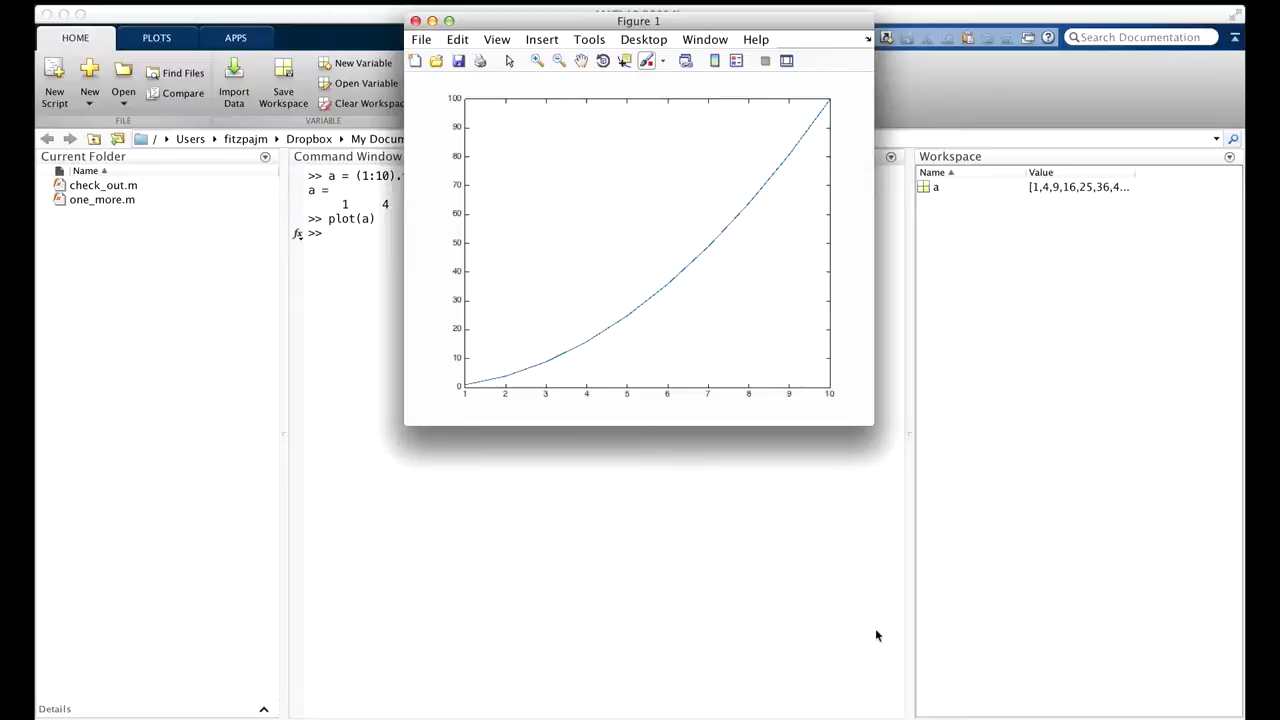 Figure 1
HOME PLOTS APPS
File Edit View Insert Tools Desktop Window Help
Search Documentation
New Script
New
Open
Find Files
Compare
Import Data
Save Workspace
New Variable
Open Variable
Clear Workspac
FILE
VARIABLE
/ Users fitzpajm Dropbox My Docum
Current Folder
Name
check_out.m
one_more.m
Details
Command Window
>> a = (1:10).
a =
1 4
>> plot(a)
fx >>
100
90
80
70
60
50
40
30
20
10
0
1 2 3 4 5 6 7 8 9 10
Workspace
Name Value
a [1,4,9,16,25,36,4...